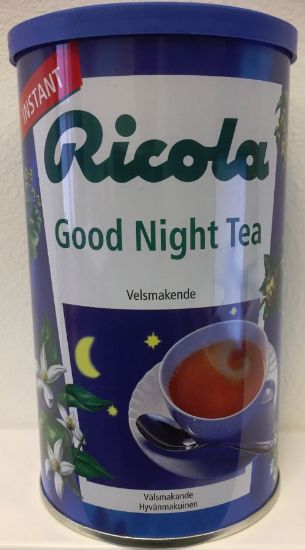 INSTANT
Ricola
Good Night Tea
Velsmakende
Välsmakande
Hyvänmakuinen